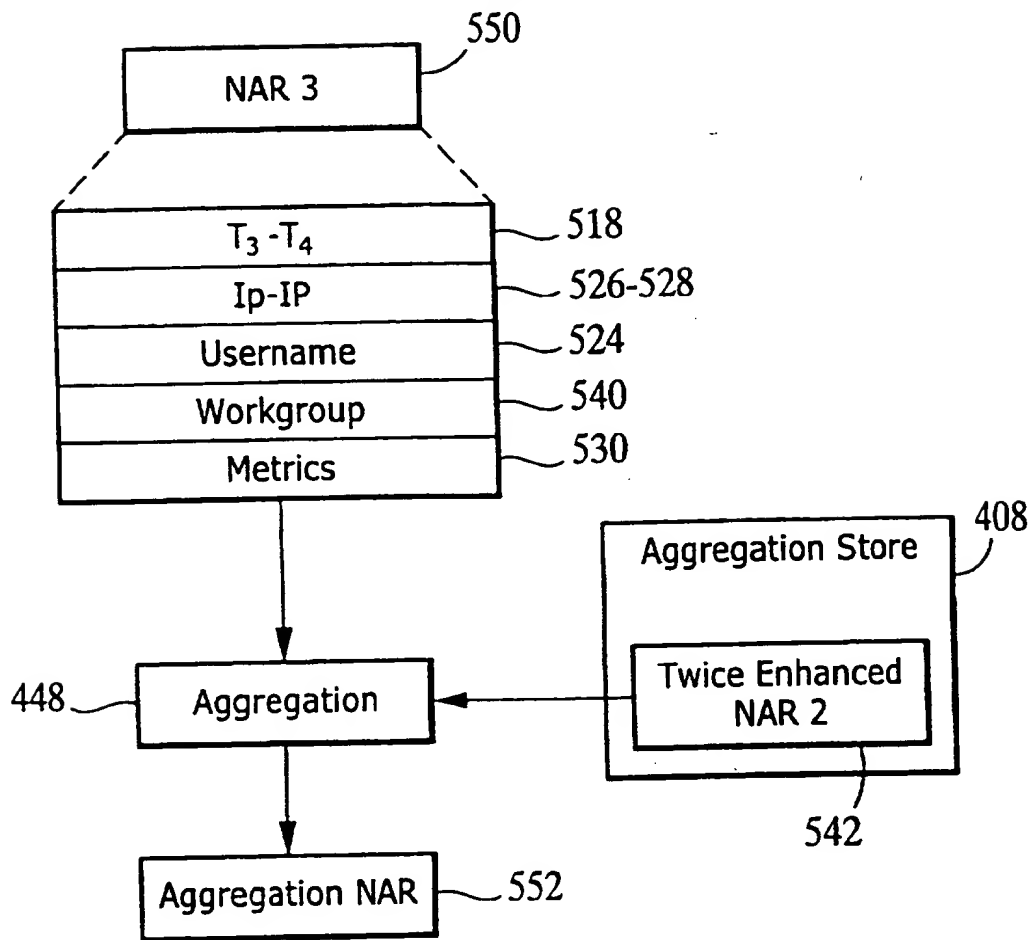 550
NAR 3
T₃ -T₄
518
Ip-IP
526-528
Username
524
Workgroup
540
Metrics
530
408
Aggregation Store
448
Aggregation
Twice Enhanced
NAR 2
542
Aggregation NAR
552